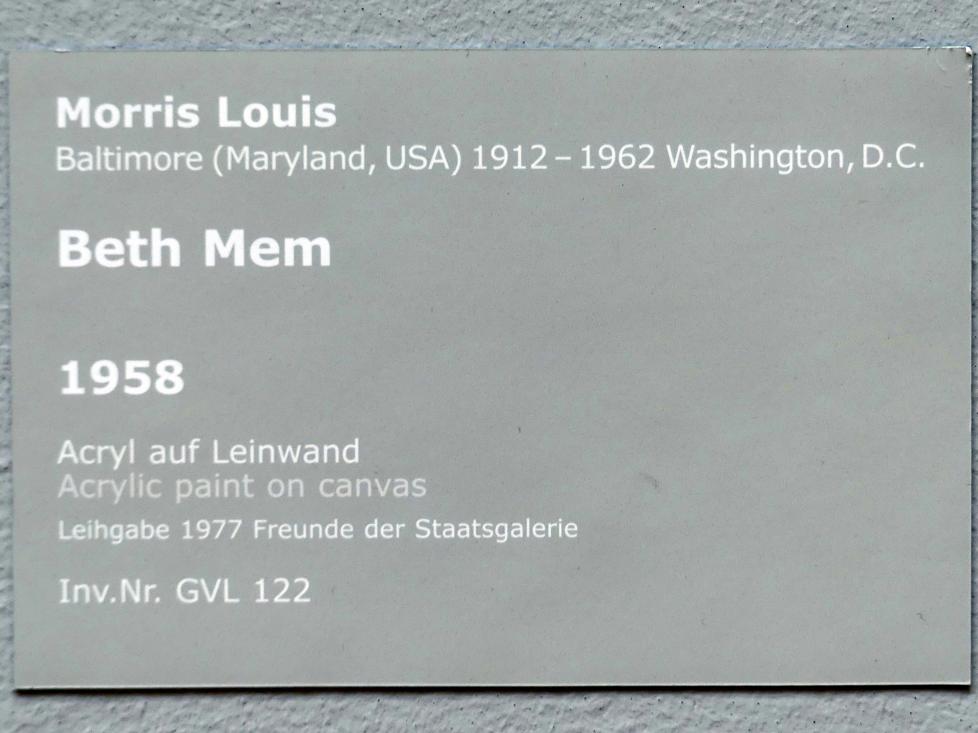 Morris Louis
Baltimore (Maryland, USA) 1912 – 1962 Washington, D.C.
Beth Mem
1958
Acryl auf Leinwand
Acrylic paint on canvas
Leihgabe 1977 Freunde der Staatsgalerie
Inv.Nr. GVL 122